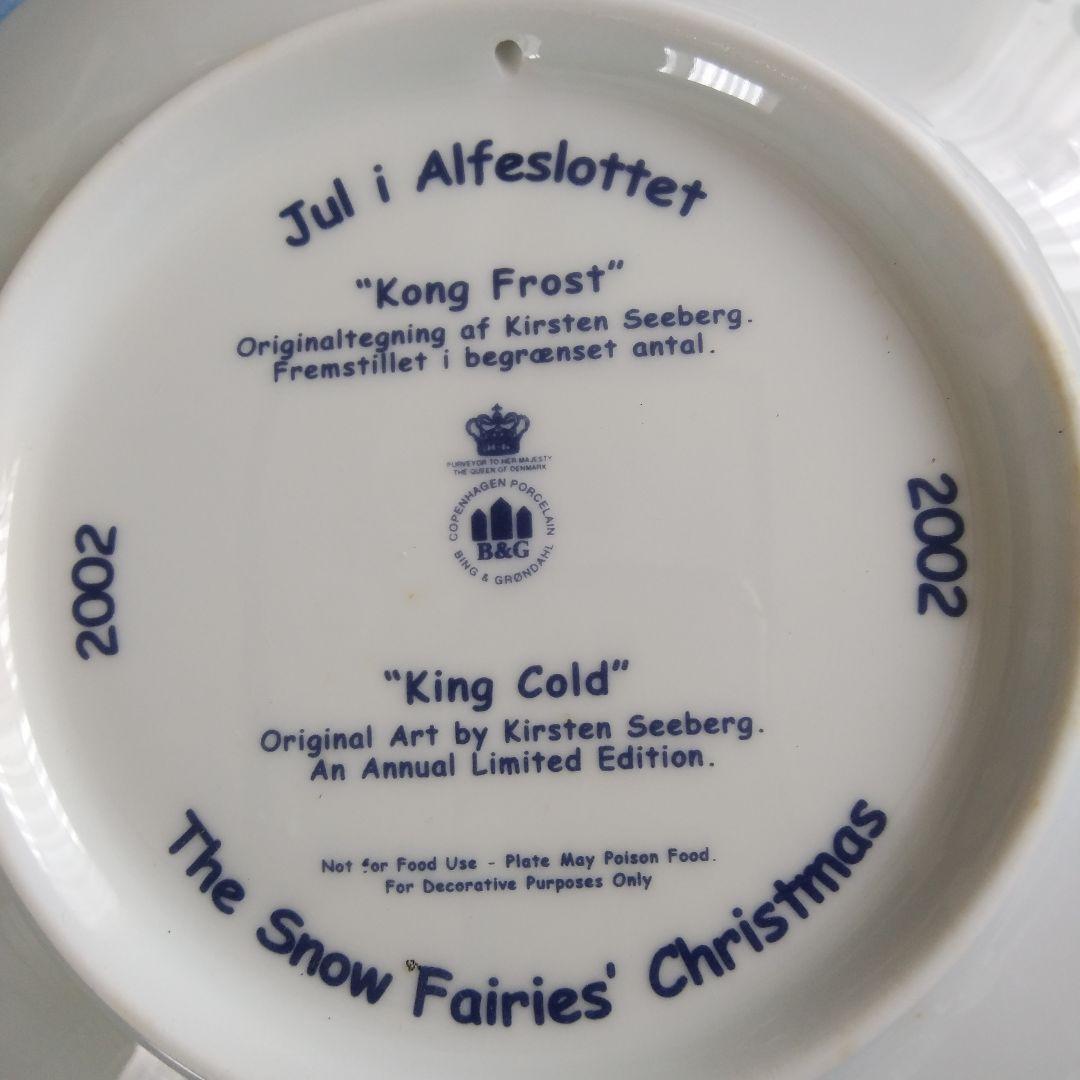 Jul i Alfeslottet
"Kong Frost"
Originaltegning af Kirsten Seeberg.
Fremstillet i begrænset antal.
PURVEYOR TO HER MAJESTY
THE QUEEN OF DENMARK
COPENHAGEN PORCELAIN
B&G
BING & GRØNDAHL
2002
2002
"King Cold"
Original Art by Kirsten Seeberg.
An Annual Limited Edition.
Not for Food Use - Plate May Poison Food.
For Decorative Purposes Only
The Snow Fairies' Christmas